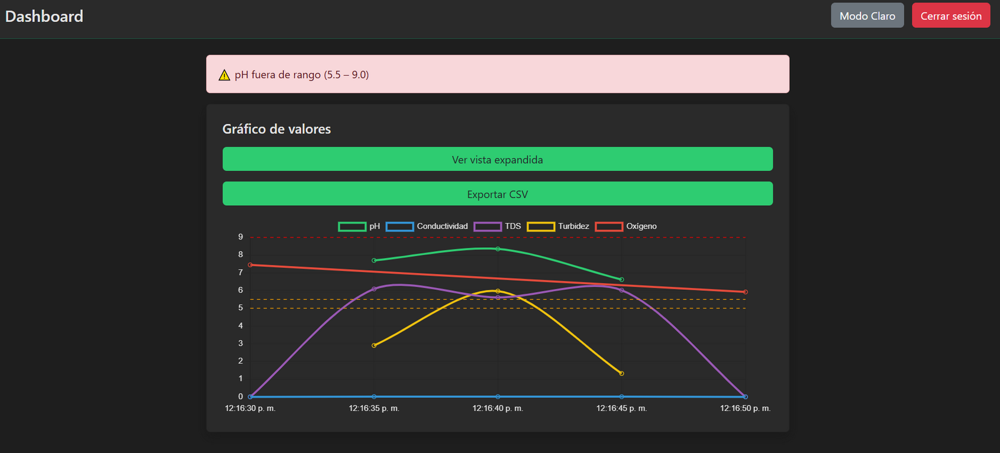 Dashboard
Modo Claro
Cerrar sesión
⚠ pH fuera de rango (5.5 – 9.0)
Gráfico de valores
Ver vista expandida
Exportar CSV
pH Conductividad TDS Turbidez Oxígeno
9
8
7
6
5
4
3
2
1
0
12:16:30 p. m. 12:16:35 p. m. 12:16:40 p. m. 12:16:45 p. m. 12:16:50 p. m.